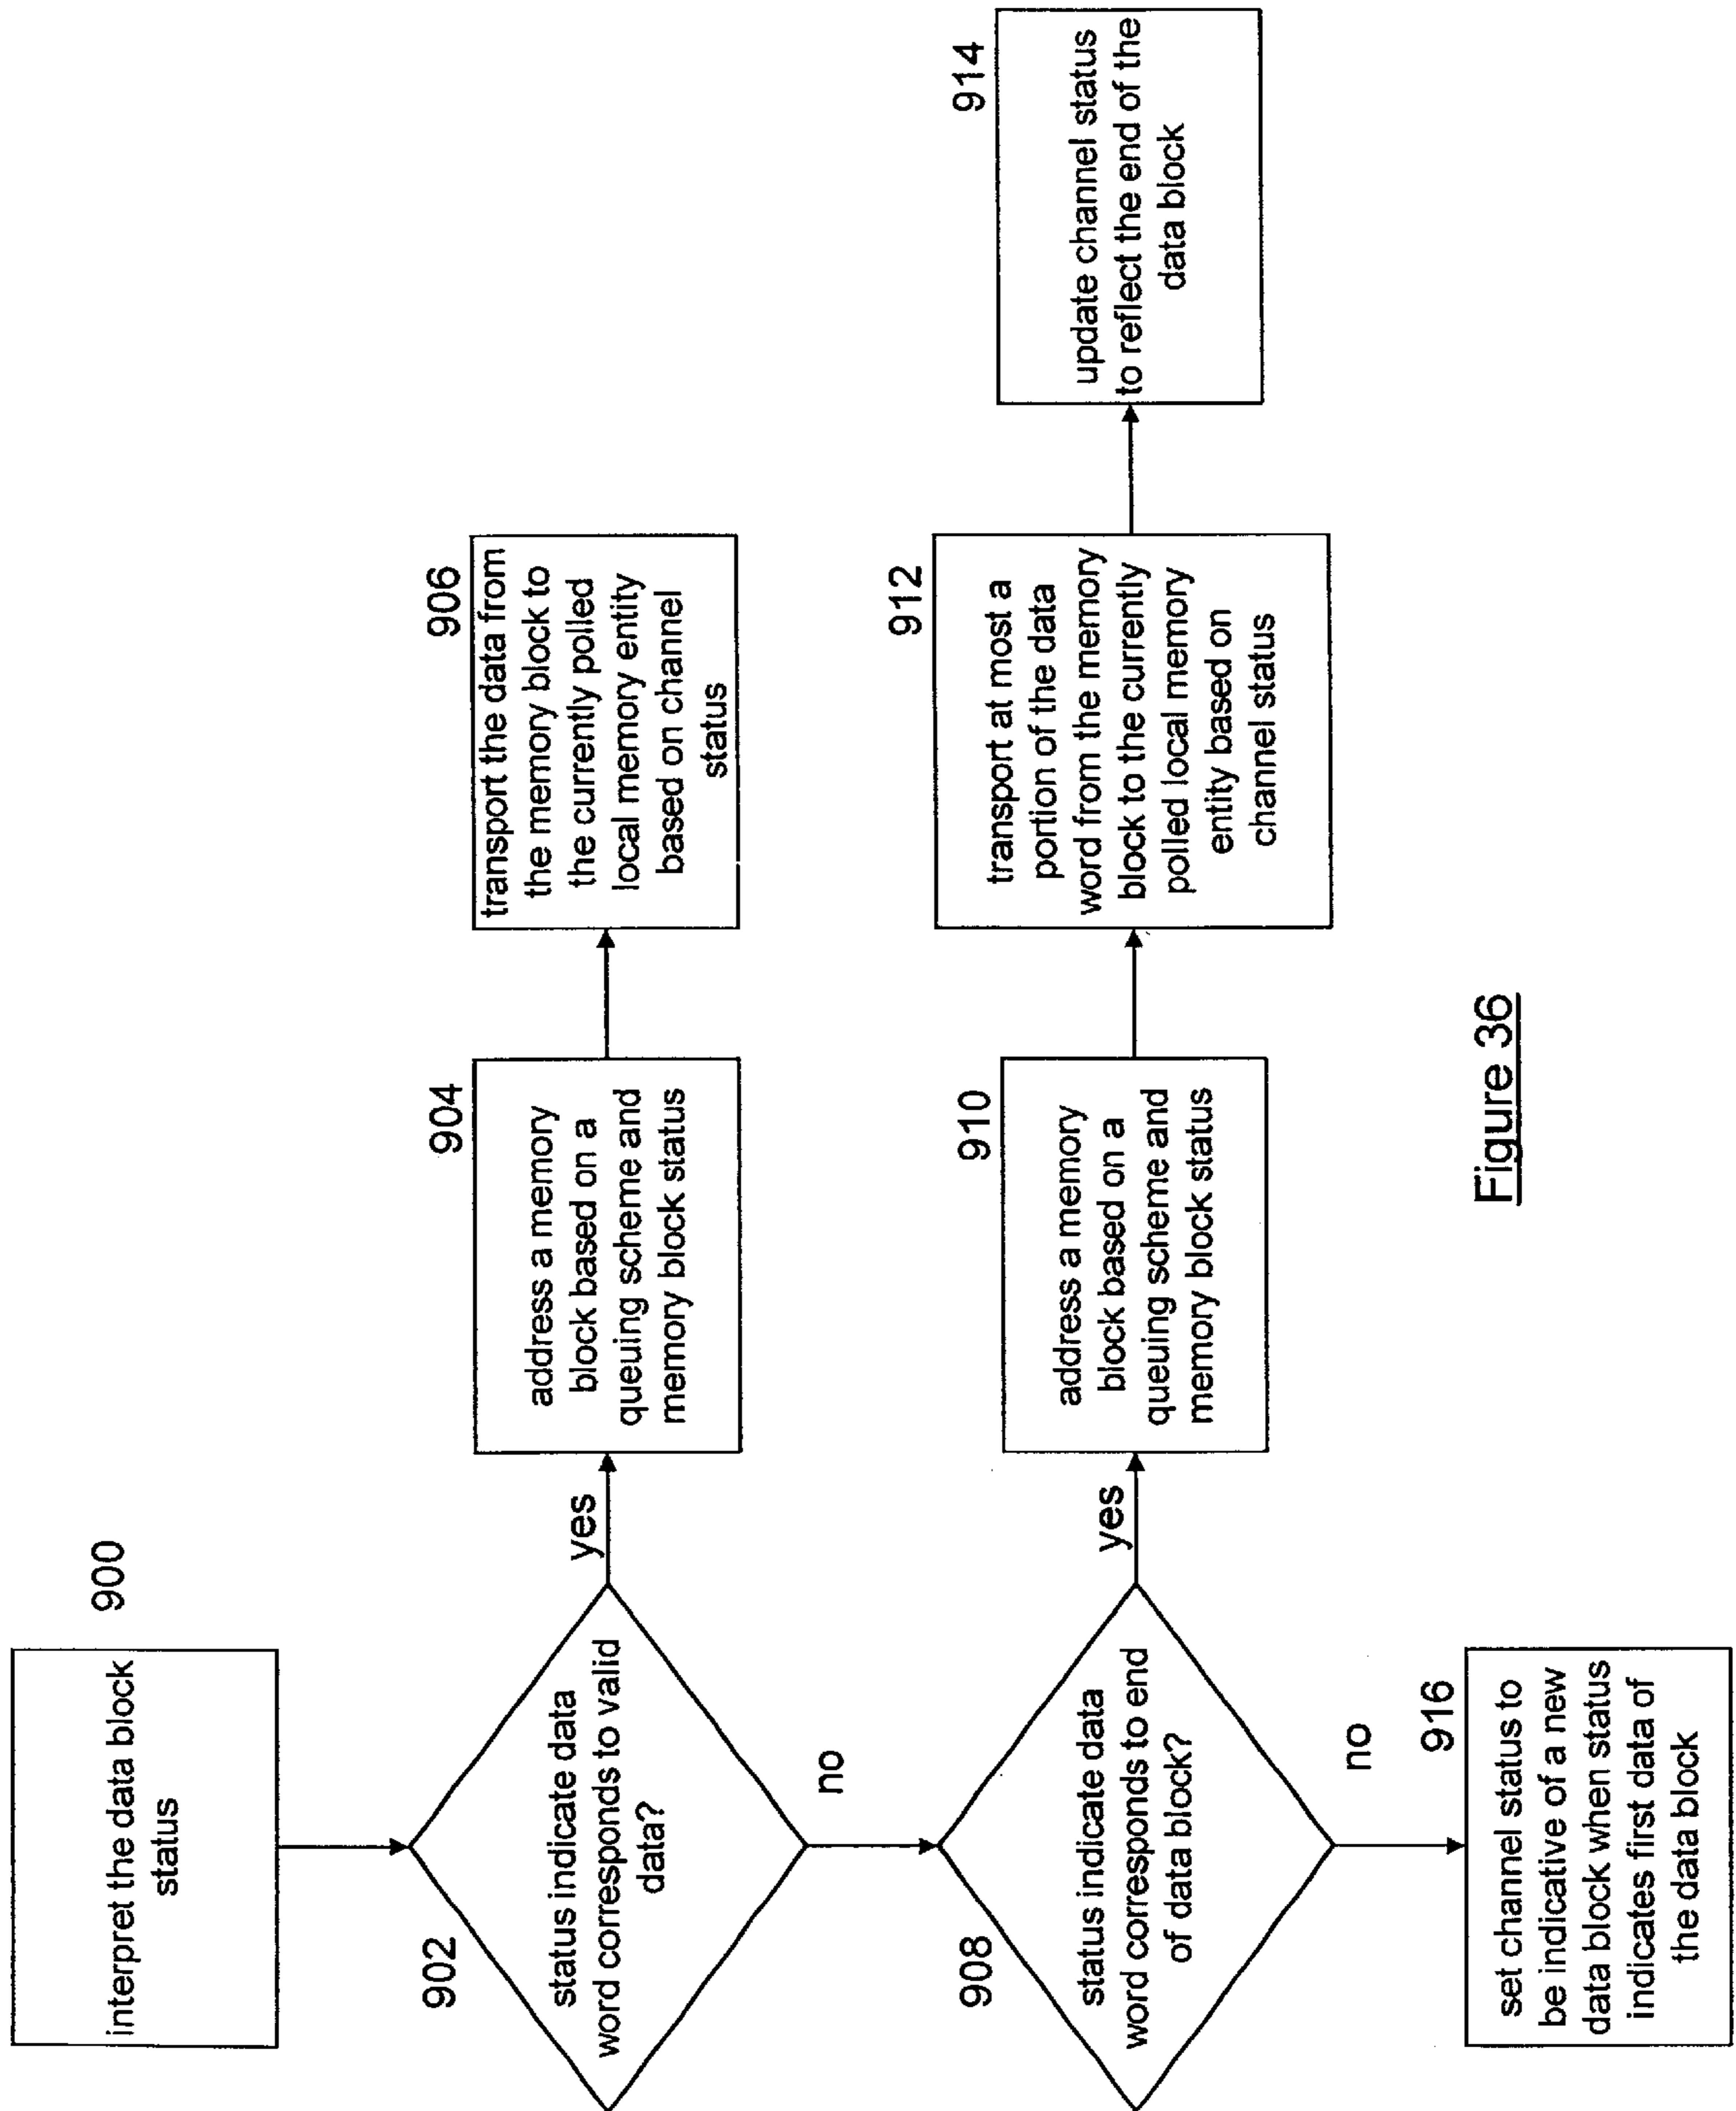 900
interpret the data block
status
902
status indicate data
word corresponds to valid
data?
yes
904
address a memory
block based on a
queuing scheme and
memory block status
906
transport the data from
the memory block to
the currently polled
local memory entity
based on channel
status
no
908
status indicate data
word corresponds to end
of data block?
yes
910
address a memory
block based on a
queuing scheme and
memory block status
912
transport at most a
portion of the data
word from the memory
block to the currently
polled local memory
entity based on
channel status
914
update channel status
to reflect the end of the
data block
no
916
set channel status to
be indicative of a new
data block when status
indicates first data of
the data block
Figure 36